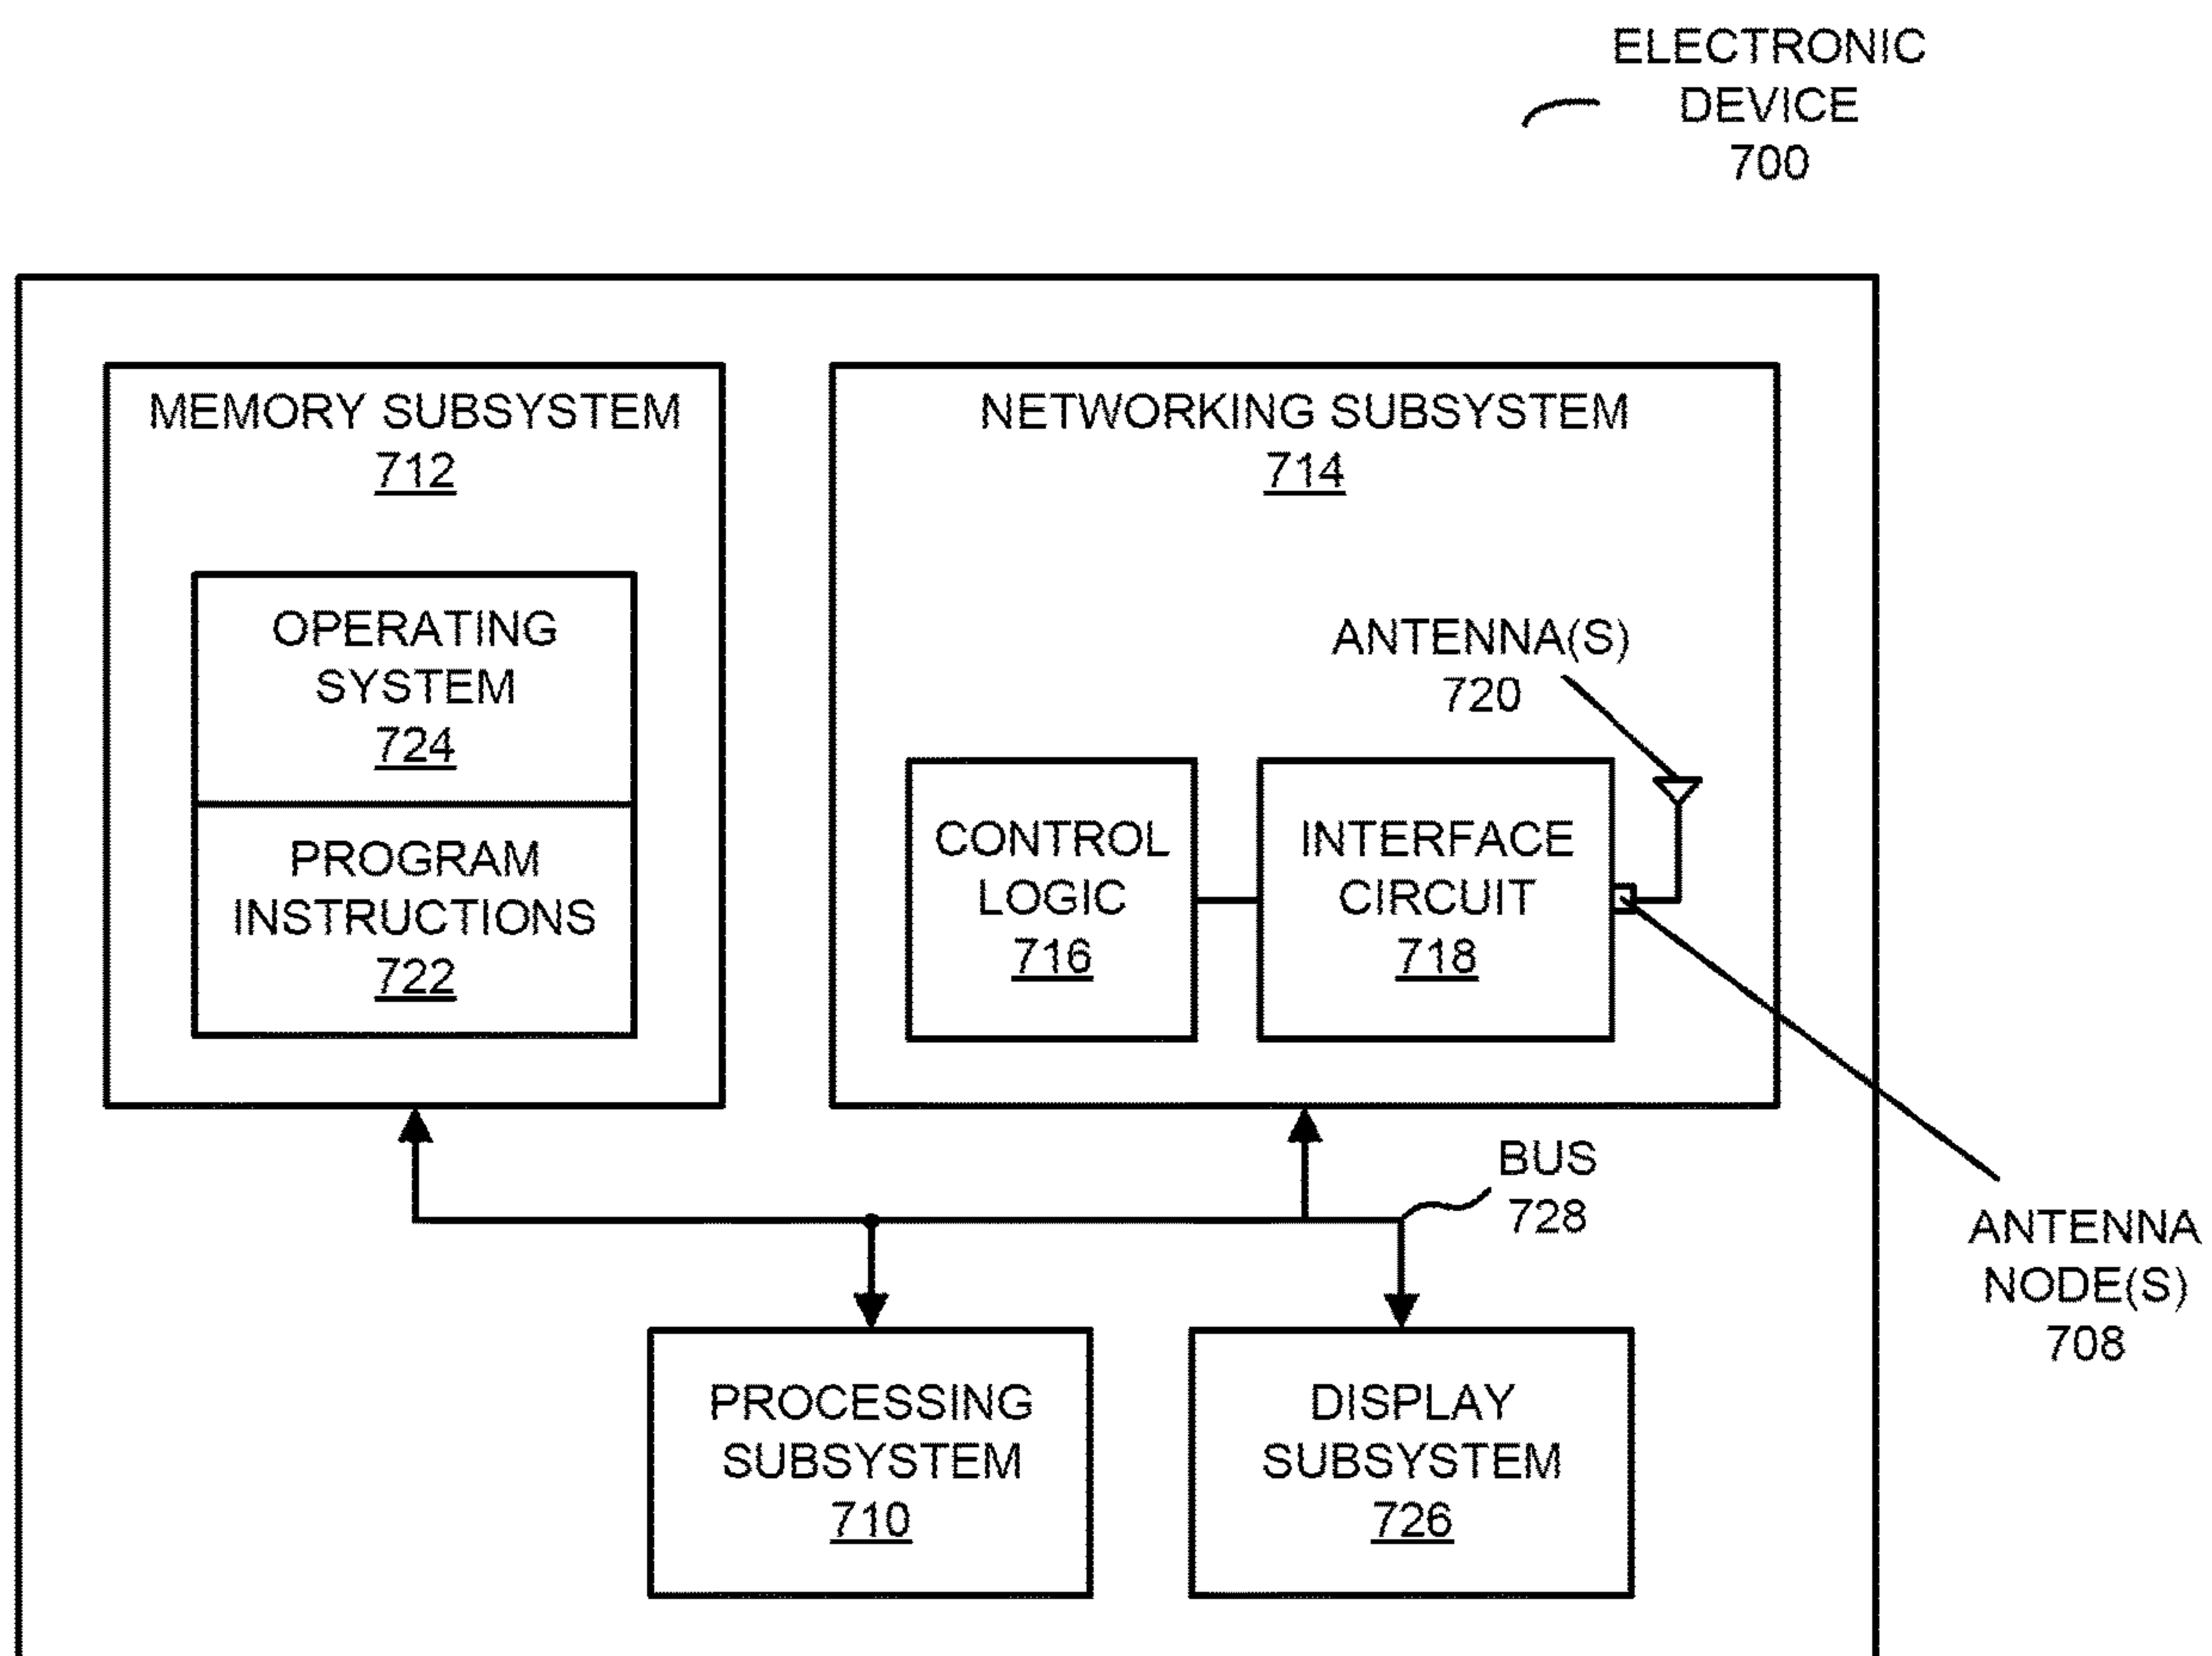 ELECTRONIC
DEVICE
700
MEMORY SUBSYSTEM
712
OPERATING
SYSTEM
724
PROGRAM
INSTRUCTIONS
722
NETWORKING SUBSYSTEM
714
ANTENNA(S)
720
CONTROL
LOGIC
716
INTERFACE
CIRCUIT
718
BUS
728
ANTENNA
NODE(S)
708
PROCESSING
SUBSYSTEM
710
DISPLAY
SUBSYSTEM
726